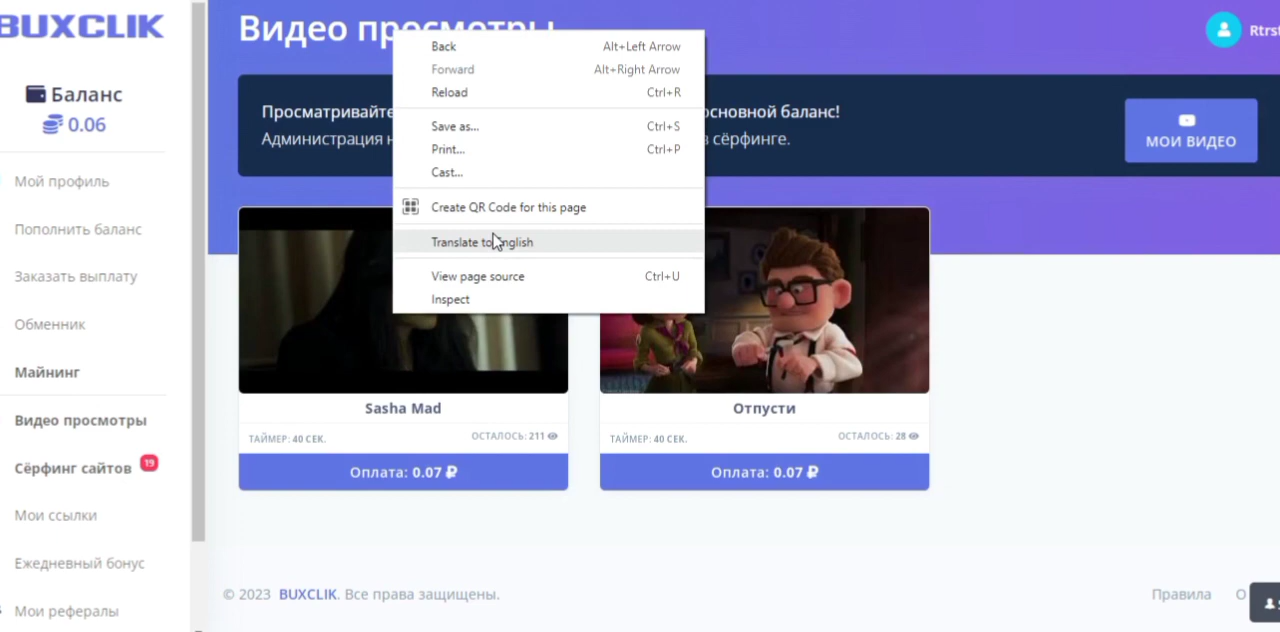 BUXCLIK
Баланс
0.06
Мой профиль
Пополнить баланс
Заказать выплату
Обменник
Майнинг
Видео просмотры
Сёрфинг сайтов 19
Мои ссылки
Ежедневный бонус
Мои рефералы
Видео просмотры
Просматривайте
основной баланс!
Администрация
в сёрфинге.
МОИ ВИДЕО
Back Alt+Left Arrow
Forward Alt+Right Arrow
Reload Ctrl+R
Save as... Ctrl+S
Print... Ctrl+P
Cast...
Create QR Code for this page
Translate to English
View page source Ctrl+U
Inspect
Sasha Mad
ТАЙМЕР: 40 СЕК. ОСТАЛОСЬ: 211
Оплата: 0.07 ₽
Отпусти
ТАЙМЕР: 40 СЕК. ОСТАЛОСЬ: 28
Оплата: 0.07 ₽
© 2023 BUXCLIK. Все права защищены.
Правила